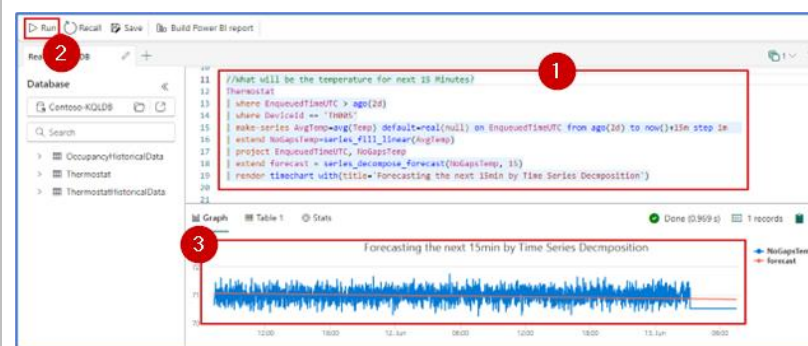 Run Recall Save Build Power BI report
2
1
1
Database
Contoso-KQLDB
Search
OccupancyHistoricalData
Thermostat
ThermostatHistoricalData
10
11 //What will be the temperature for next 15 Minutes?
12 Thermostat
13 | where EnqueuedTimeUTC > ago(2d)
14 | where DeviceId == 'TH005'
15 | make-series AvgTemp=avg(Temp) default=real(null) on EnqueuedTimeUTC from ago(2d) to now()+15m step 1m
16 | extend NoGapsTemp=series_fill_linear(AvgTemp)
17 | project EnqueuedTimeUTC, NoGapsTemp
18 | extend forecast = series_decompose_forecast(NoGapsTemp, 15)
19 | render timechart with(title='Forecasting the next 15min by Time Series Decmposition')
20
21
Graph Table 1 Stats Done (0.969 s) 1 records
3
Forecasting the next 15min by Time Series Decmposition
NoGapsTem
forecast
71
12:00 18:00 12. Jun 06:00 12:00 18:00 13. Jun 06:00